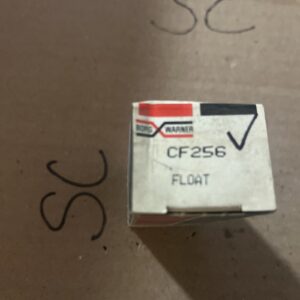 SC
BORG WARNER
CF256
FLOAT
SC